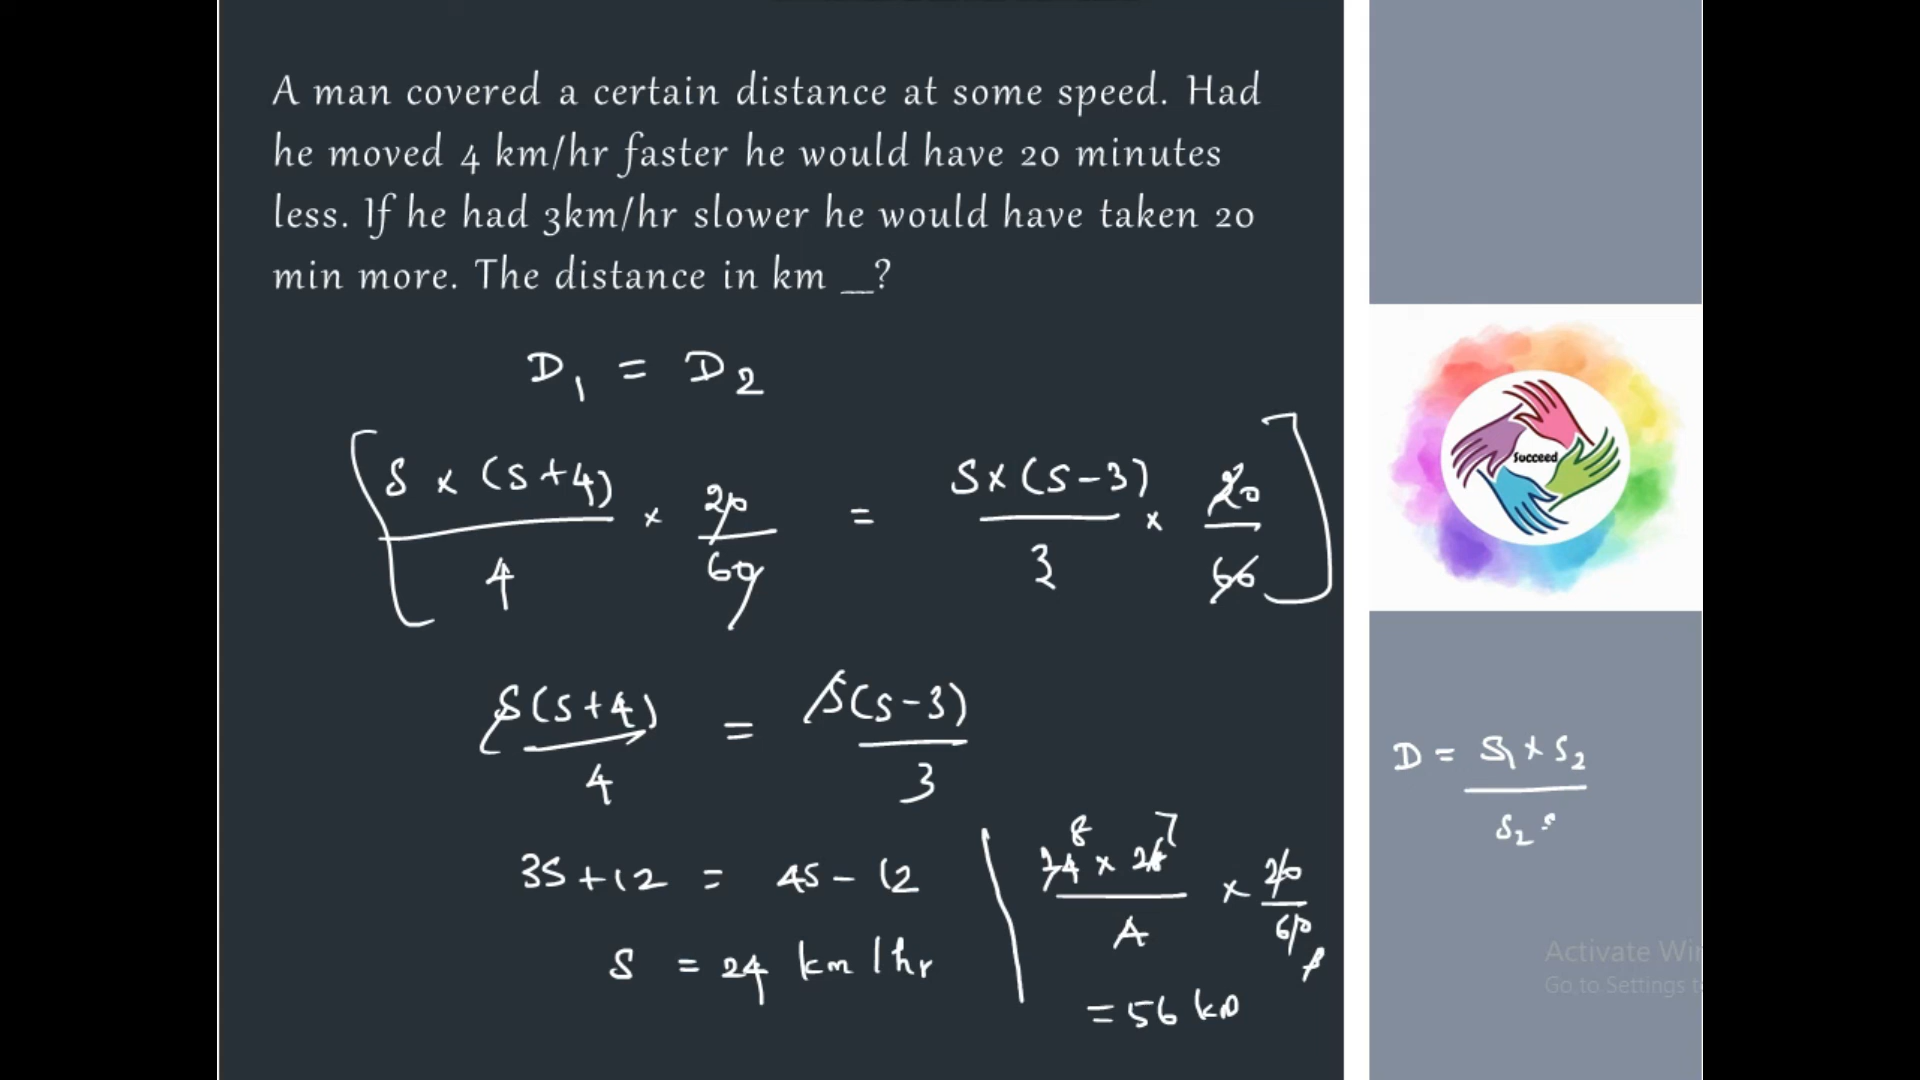 A man covered a certain distance at some speed. Had
he moved 4 km/hr faster he would have 20 minutes
less. If he had 3km/hr slower he would have taken 20
min more. The distance in km __?
D₁ = D₂
S × (S+4) / 4 × 20/60 = S×(S-3) / 3 × 20/60
S(S+4) / 4 = S(S-3) / 3
3S+12 = 4S-12
S = 24 km/hr
24 × 28 / 4 × 20/60
8 7
= 56 km
Succeed
D = S₁ × S₂ /
S₂
Activate Wi
Go to Settings t